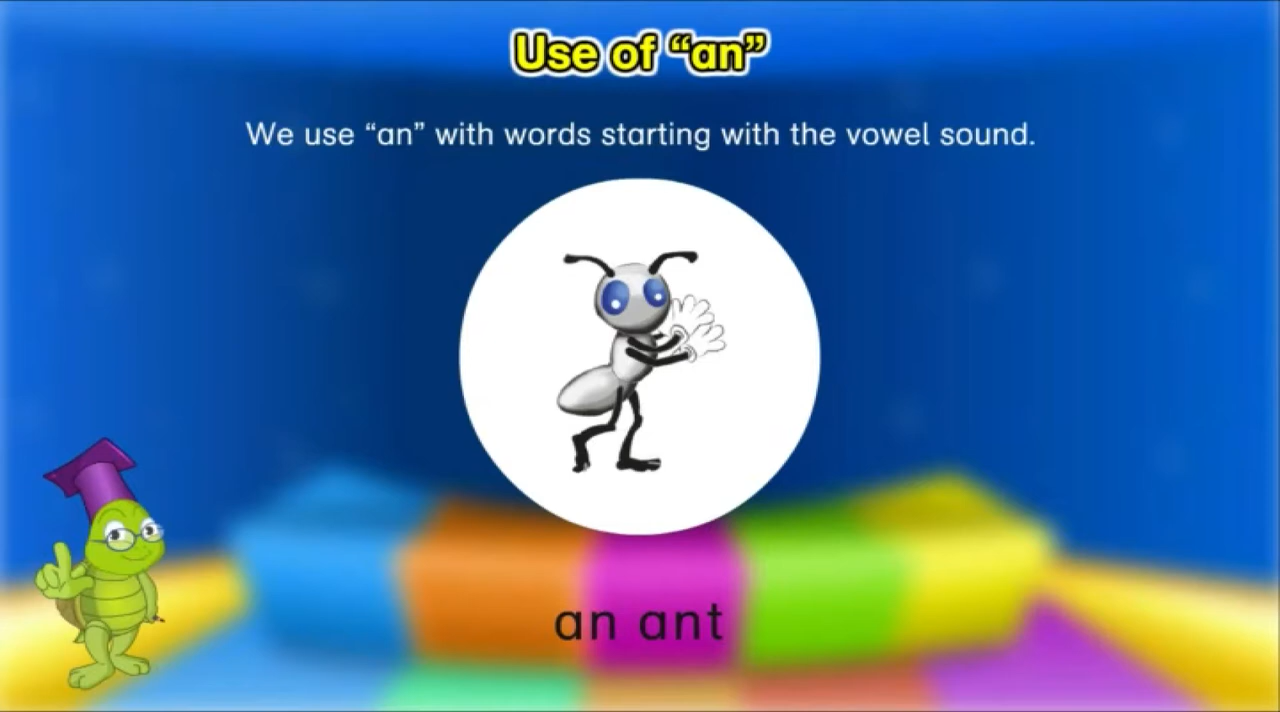 Use of “an”
We use “an” with words starting with the vowel sound.
an ant